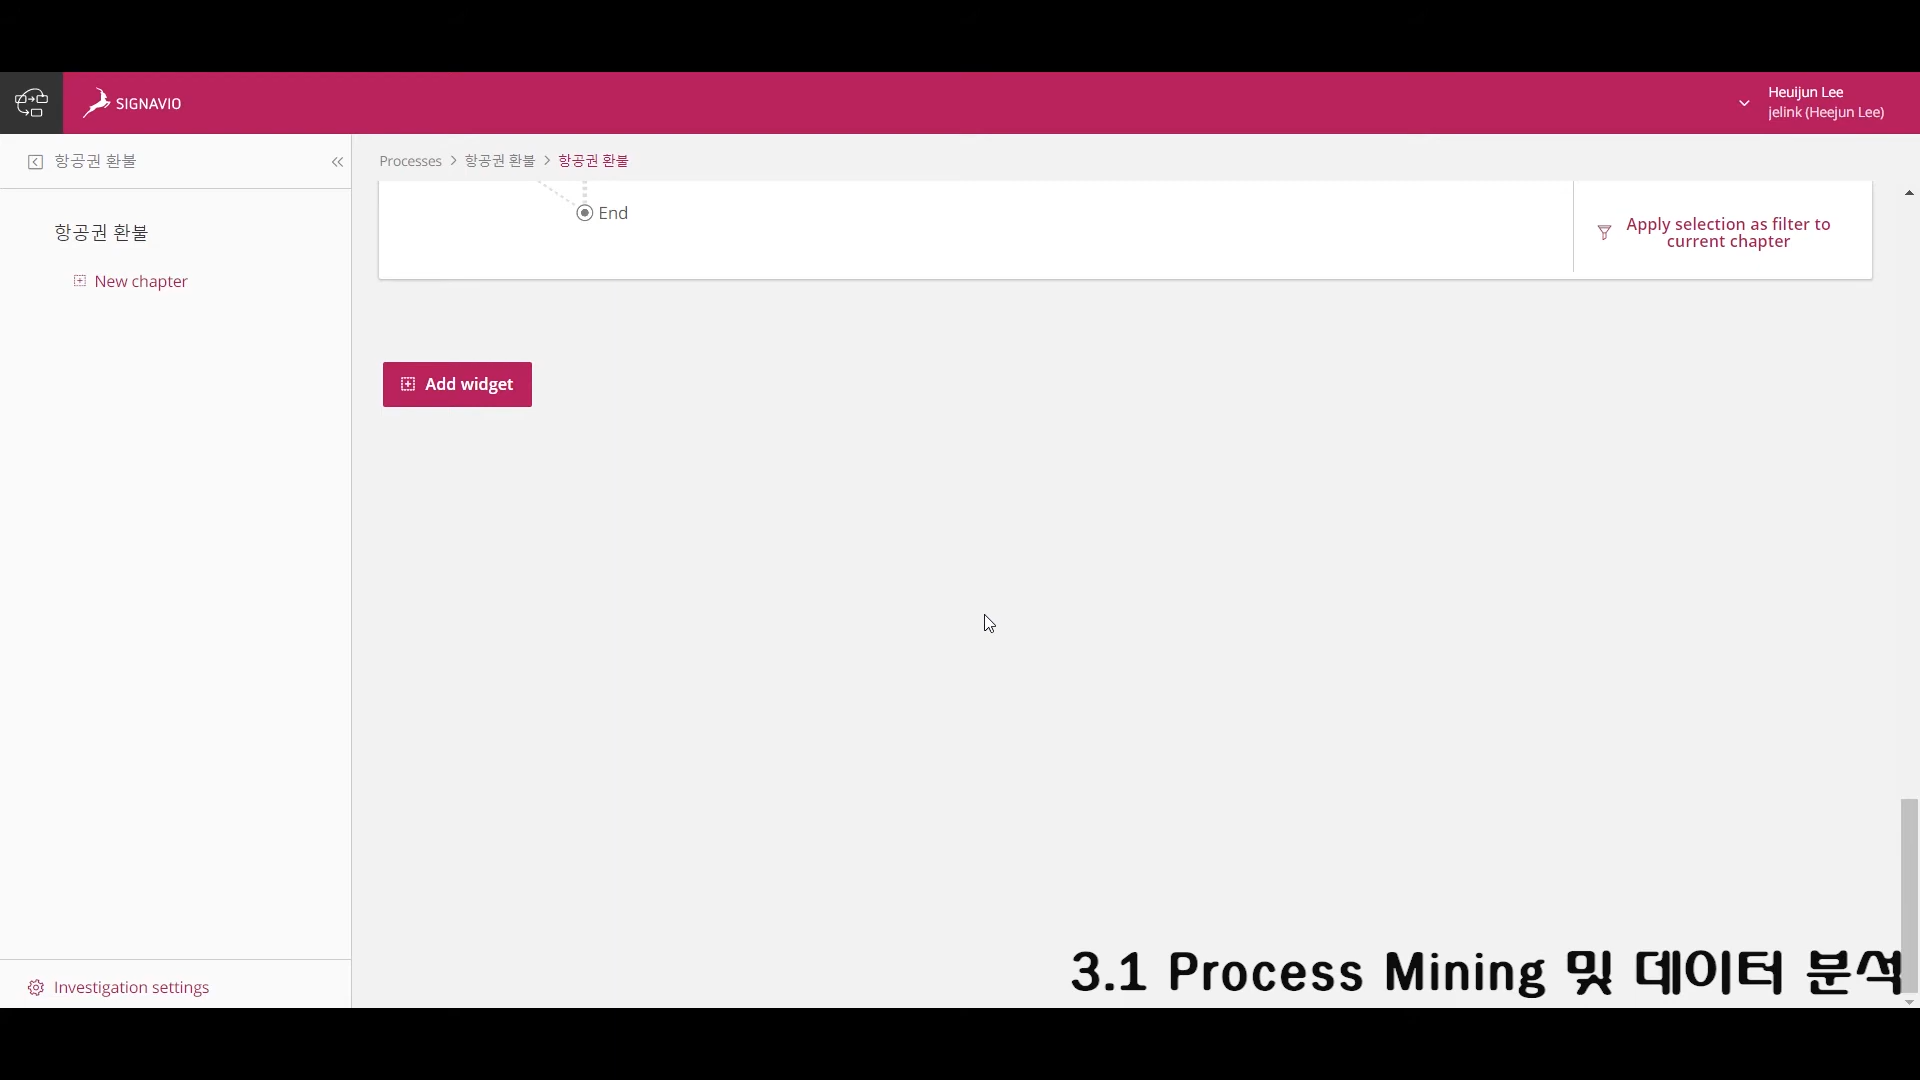 SIGNAVIO
Heuijun Lee
jelink (Heejun Lee)
항공권 환불
Processes > 항공권 환불 > 항공권 환불
End
Apply selection as filter to
current chapter
항공권 환불
New chapter
Add widget
Investigation settings
3.1 Process Mining 및 데이터 분석